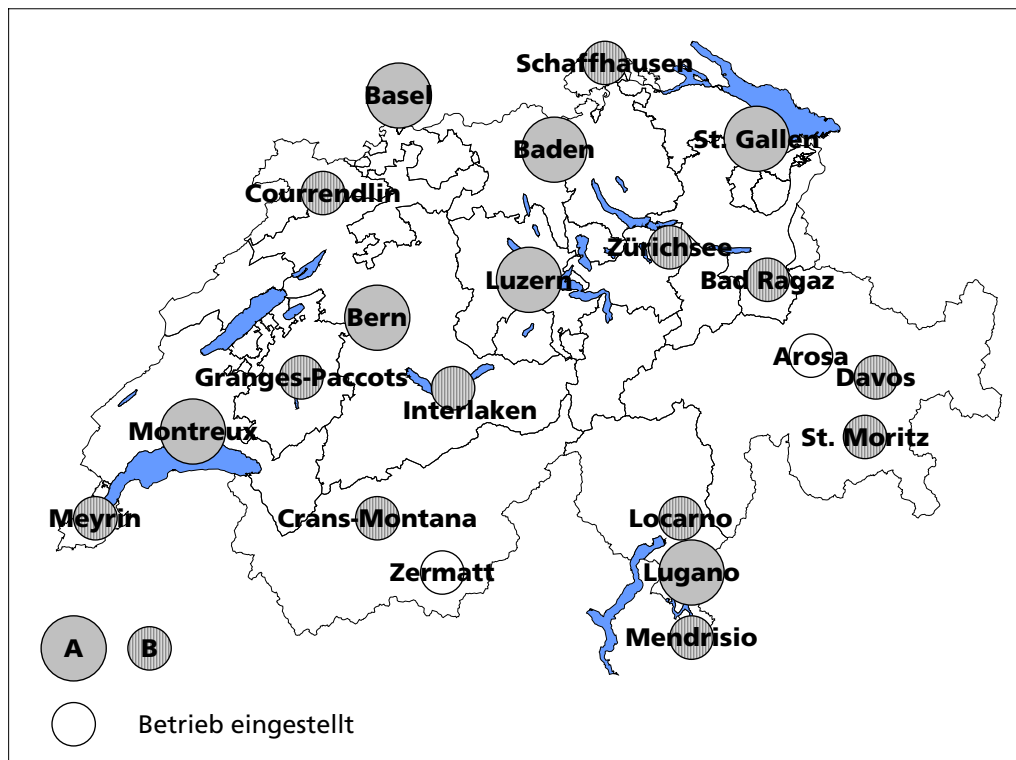 Schaffhausen
Basel
St. Gallen
Baden
Courrendlin
Zürichsee
Luzern
Bad Ragaz
Bern
Arosa
Granges-Paccots
Davos
Interlaken
Montreux
St. Moritz
Meyrin
Crans-Montana
Locarno
Zermatt
Lugano
Mendrisio
A
B
Betrieb eingestellt